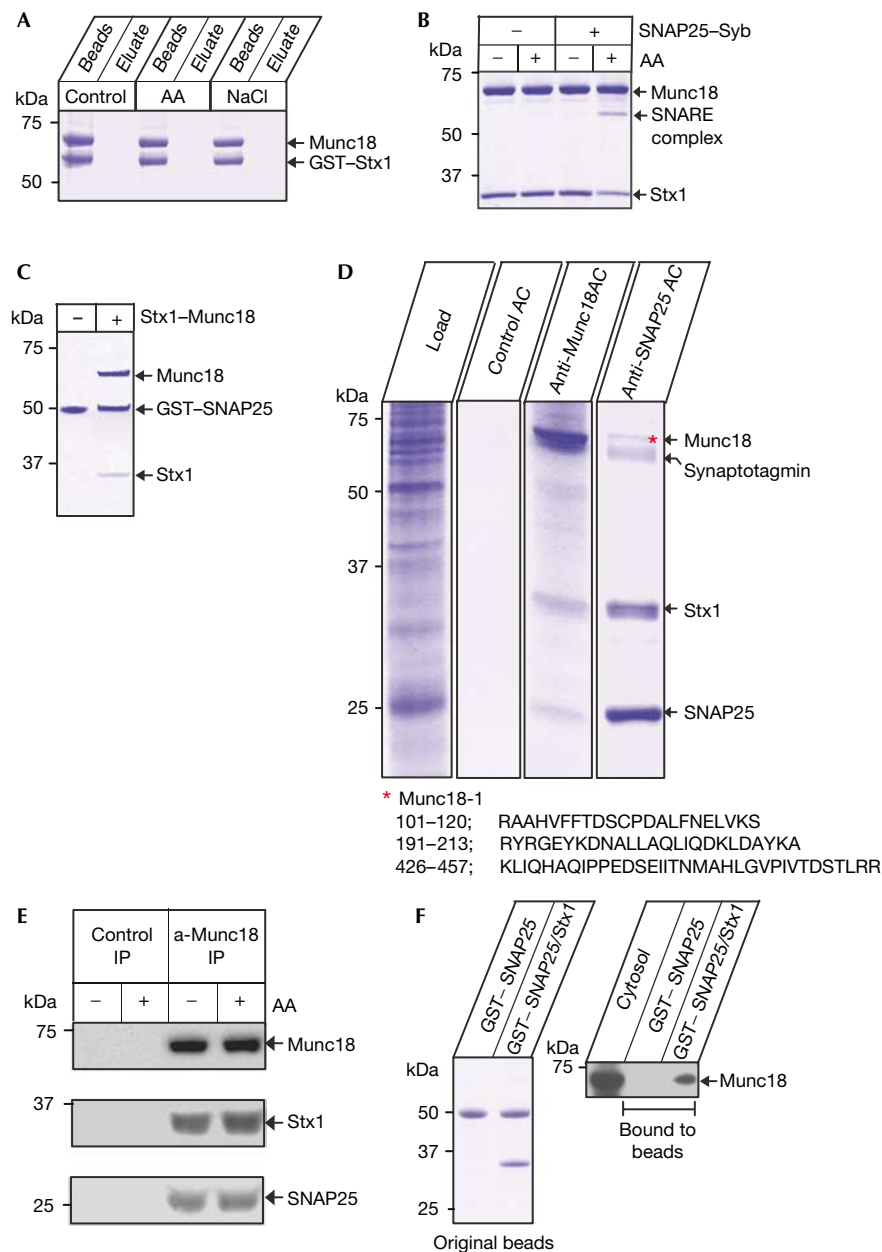 A
Beads
Eluate
Beads
Eluate
Beads
Eluate
kDa
Control
AA
NaCl
75
Munc18
GST–Stx1
50
B
– + SNAP25–Syb
kDa
– + – + AA
75
Munc18
SNARE
complex
50
37
Stx1
C
kDa
– + Stx1–Munc18
75
Munc18
50
GST–SNAP25
37
Stx1
D
Load
Control AC
Anti-Munc18AC
Anti-SNAP25 AC
kDa
75
* Munc18
Synaptotagmin
50
37
Stx1
25
SNAP25
* Munc18-1
101–120; RAAHVFFTDSCPDALFNELVKS
191–213; RYRGEYKDNALLAQLIQDKLDAYKA
426–457; KLIQHAQIPPEDSEIITNMAHLGVPIVTDSTLRR
E
Control
IP
a-Munc18
IP
kDa
– + – + AA
75
Munc18
37
Stx1
25
SNAP25
F
GST– SNAP25
GST– SNAP25/Stx1
kDa
50
37
25
Original beads
Cytosol
GST– SNAP25
GST– SNAP25/Stx1
kDa
75
Munc18
Bound to
beads